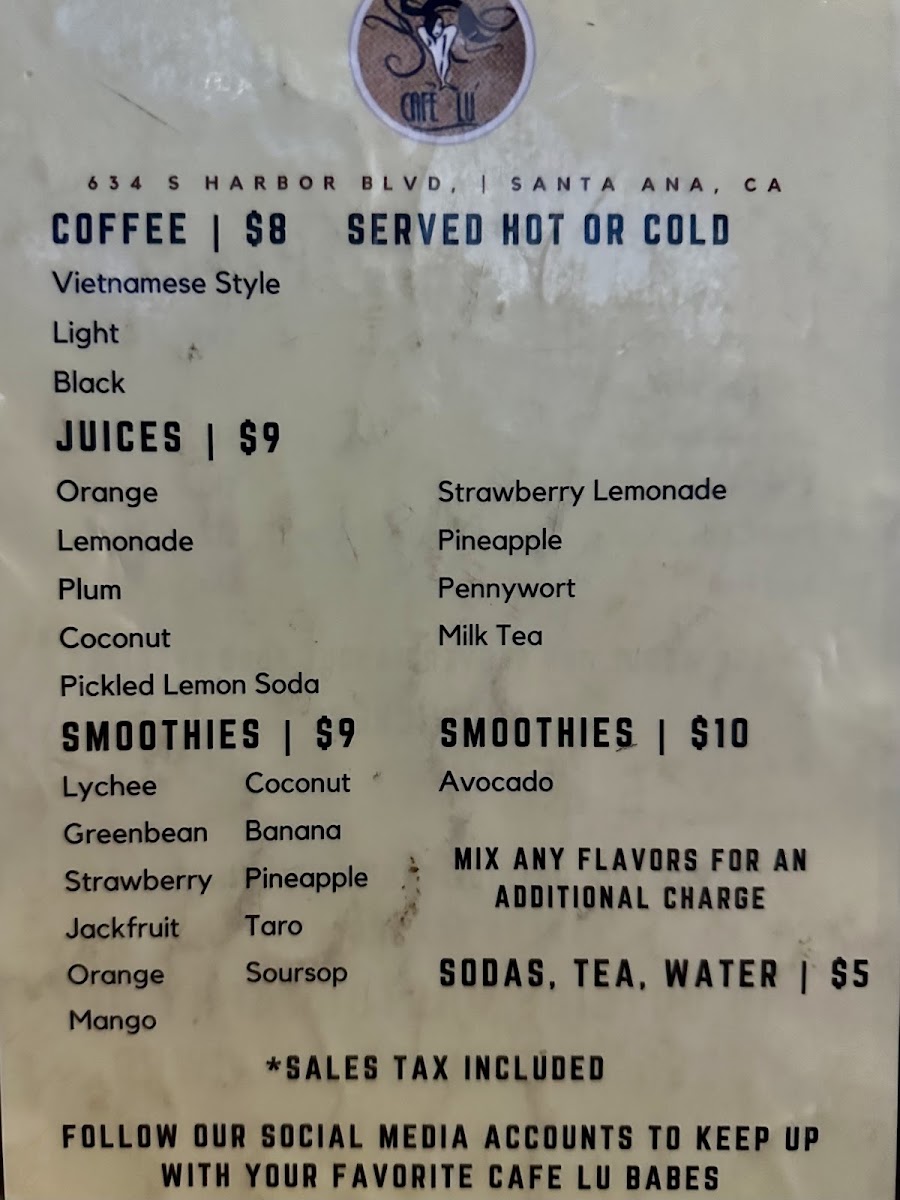 CAFÉ LÚ
634 S HARBOR BLVD, | SANTA ANA, CA
COFFEE | $8 SERVED HOT OR COLD
Vietnamese Style
Light
Black
JUICES | $9
Orange Strawberry Lemonade
Lemonade Pineapple
Plum Pennywort
Coconut Milk Tea
Pickled Lemon Soda
SMOOTHIES | $9 SMOOTHIES | $10
Lychee Coconut Avocado
Greenbean Banana
Strawberry Pineapple
Jackfruit Taro
Orange Soursop
Mango
MIX ANY FLAVORS FOR AN
ADDITIONAL CHARGE
SODAS, TEA, WATER | $5
*SALES TAX INCLUDED
FOLLOW OUR SOCIAL MEDIA ACCOUNTS TO KEEP UP
WITH YOUR FAVORITE CAFE LU BABES